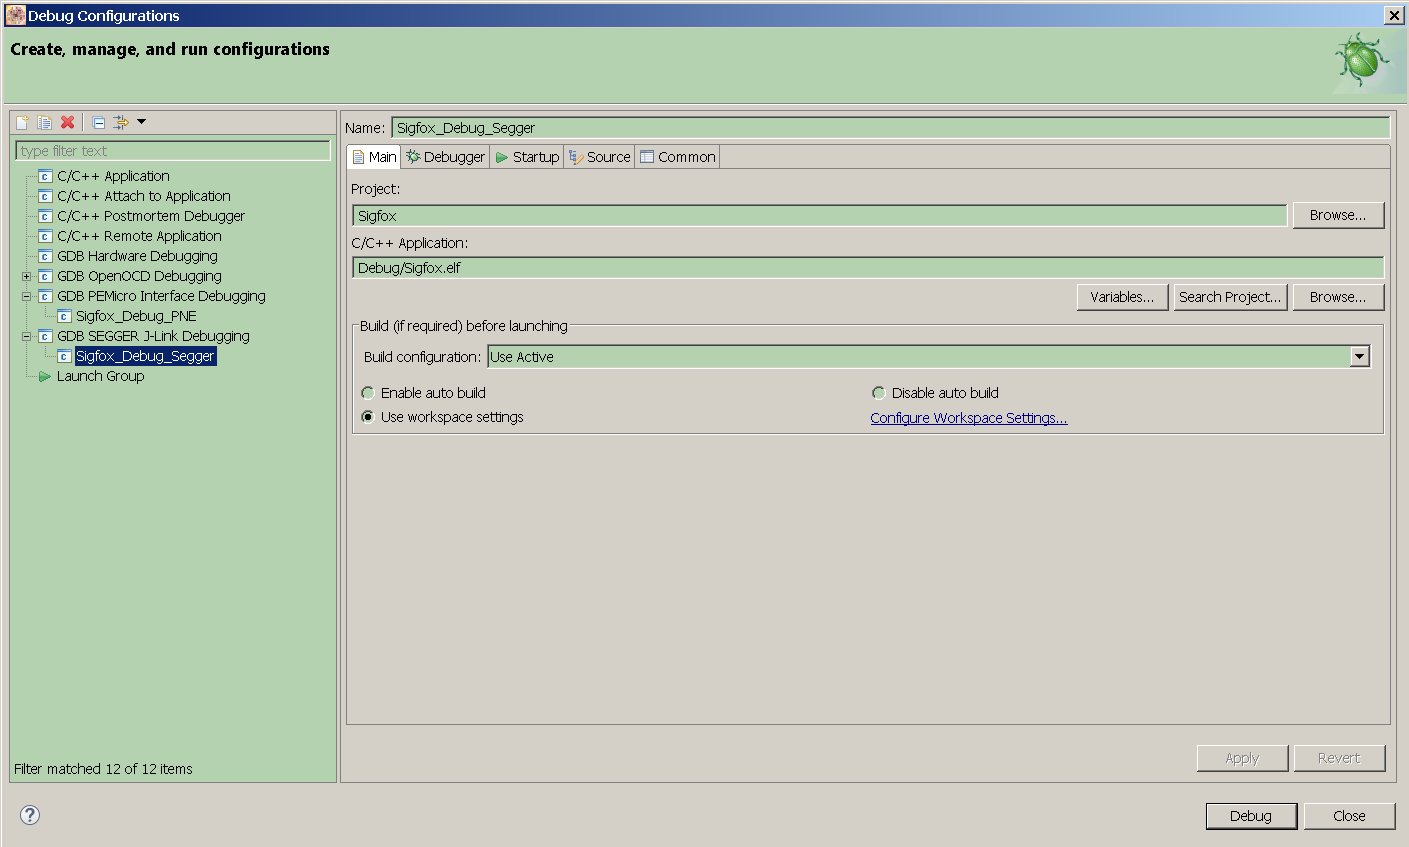 Debug Configurations
Create, manage, and run configurations
type filter text
C/C++ Application
C/C++ Attach to Application
C/C++ Postmortem Debugger
C/C++ Remote Application
GDB Hardware Debugging
GDB OpenOCD Debugging
GDB PEMicro Interface Debugging
Sigfox_Debug_PNE
GDB SEGGER J-Link Debugging
Sigfox_Debug_Segger
Launch Group
Filter matched 12 of 12 items
Name: Sigfox_Debug_Segger
Main Debugger Startup Source Common
Project:
Sigfox Browse...
C/C++ Application:
Debug/Sigfox.elf
Variables... Search Project... Browse...
Build (if required) before launching
Build configuration: Use Active
Enable auto build Disable auto build
Use workspace settings Configure Workspace Settings...
Apply Revert
? Debug Close